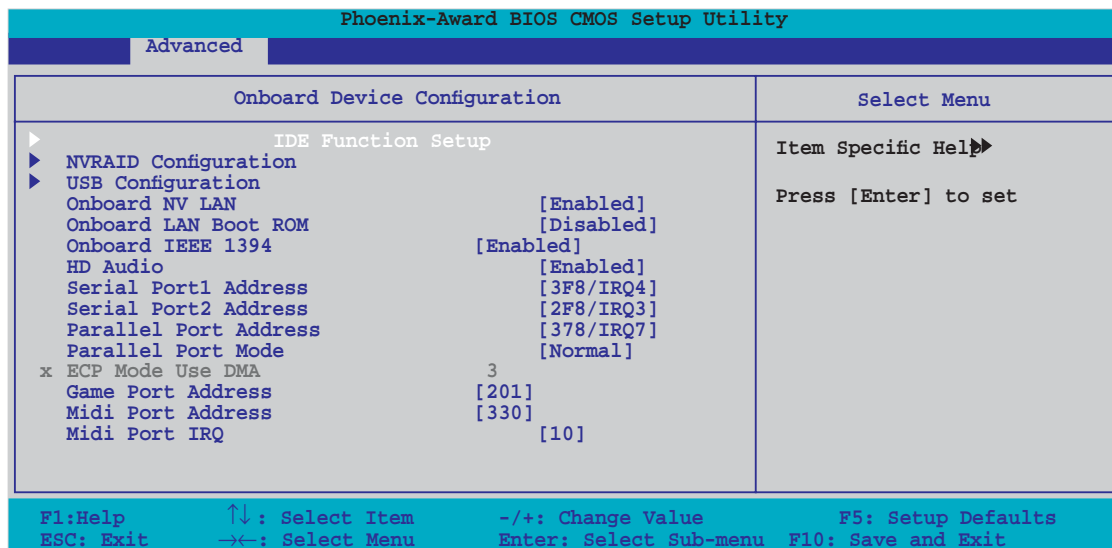 Phoenix-Award BIOS CMOS Setup Utility
Advanced
Onboard Device Configuration
Select Menu
IDE Function Setup
NVRAID Configuration
USB Configuration
Onboard NV LAN [Enabled]
Onboard LAN Boot ROM [Disabled]
Onboard IEEE 1394 [Enabled]
HD Audio [Enabled]
Serial Port1 Address [3F8/IRQ4]
Serial Port2 Address [2F8/IRQ3]
Parallel Port Address [378/IRQ7]
Parallel Port Mode [Normal]
x ECP Mode Use DMA 3
Game Port Address [201]
Midi Port Address [330]
Midi Port IRQ [10]
Item Specific Help
Press [Enter] to set
F1:Help ↑↓: Select Item -/+: Change Value F5: Setup Defaults
ESC: Exit →←: Select Menu Enter: Select Sub-menu F10: Save and Exit